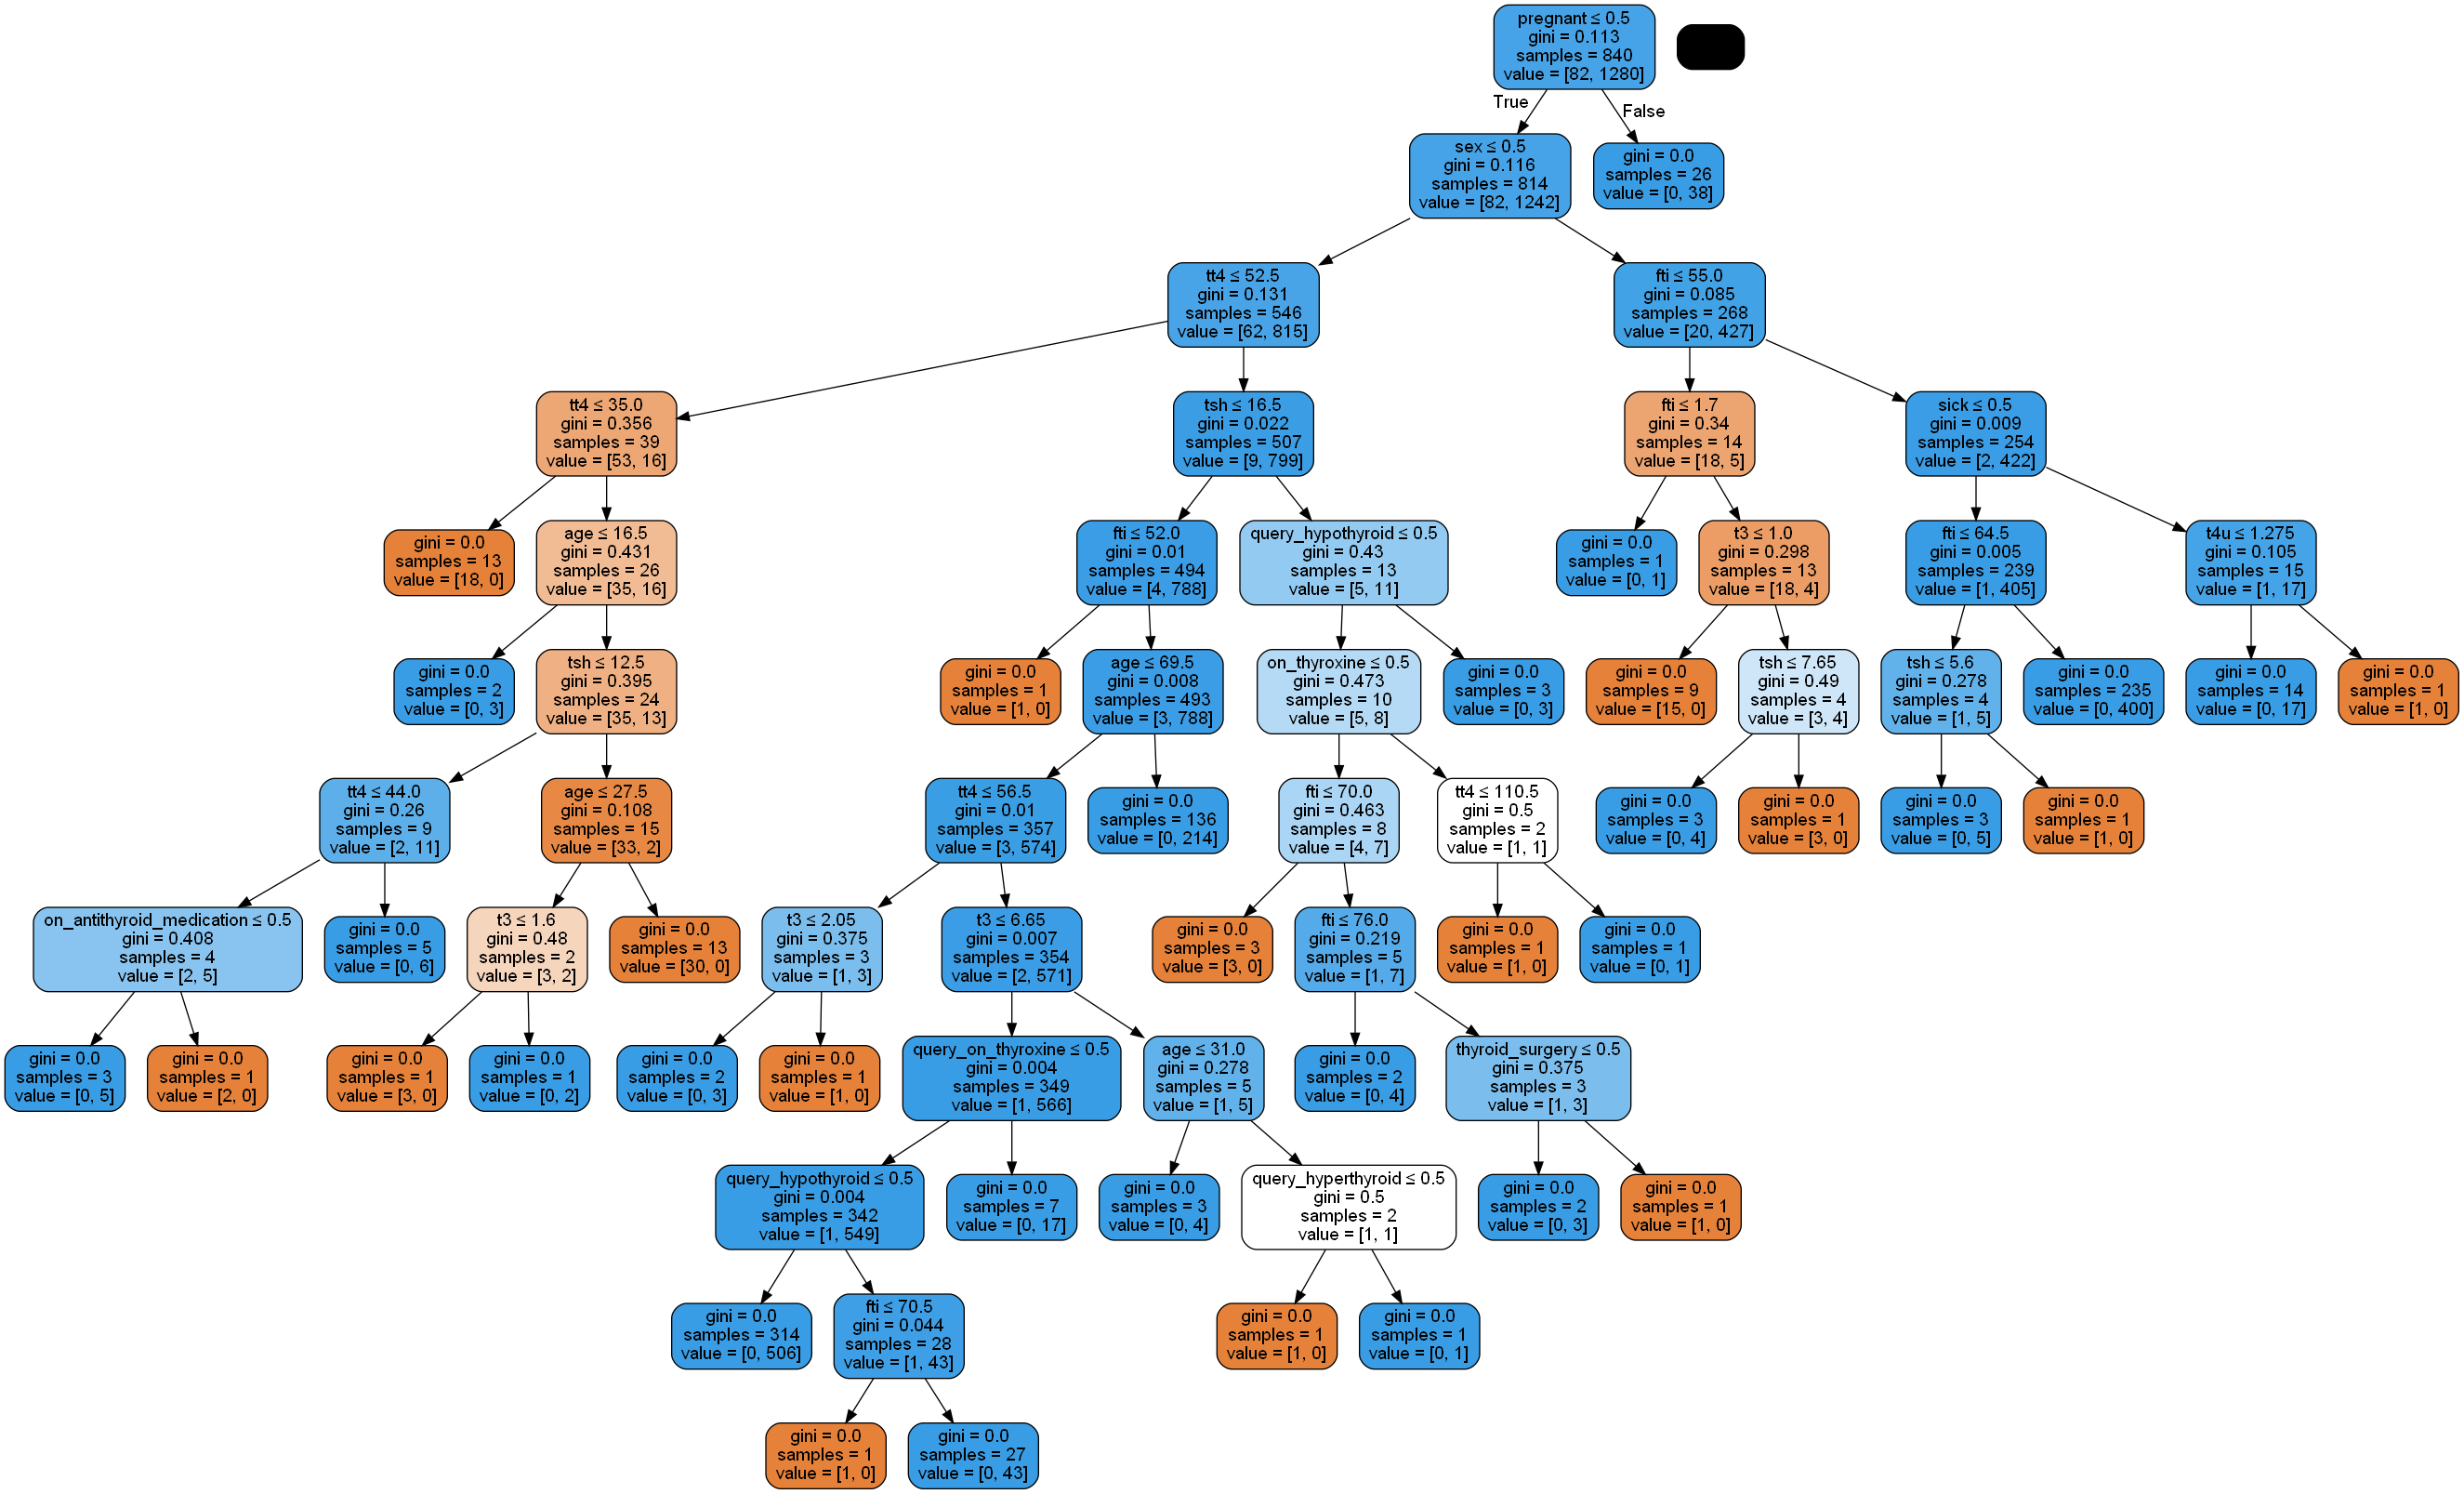 pregnant ≤ 0.5
gini = 0.113
samples = 840
value = [82, 1280]
True
False
sex ≤ 0.5
gini = 0.116
samples = 814
value = [82, 1242]
gini = 0.0
samples = 26
value = [0, 38]
tt4 ≤ 52.5
gini = 0.131
samples = 546
value = [62, 815]
fti ≤ 55.0
gini = 0.085
samples = 268
value = [20, 427]
tt4 ≤ 35.0
gini = 0.356
samples = 39
value = [53, 16]
tsh ≤ 16.5
gini = 0.022
samples = 507
value = [9, 799]
fti ≤ 1.7
gini = 0.34
samples = 14
value = [18, 5]
sick ≤ 0.5
gini = 0.009
samples = 254
value = [2, 422]
gini = 0.0
samples = 13
value = [18, 0]
age ≤ 16.5
gini = 0.431
samples = 26
value = [35, 16]
fti ≤ 52.0
gini = 0.01
samples = 494
value = [4, 788]
query_hypothyroid ≤ 0.5
gini = 0.43
samples = 13
value = [5, 11]
gini = 0.0
samples = 1
value = [0, 1]
t3 ≤ 1.0
gini = 0.298
samples = 13
value = [18, 4]
fti ≤ 64.5
gini = 0.005
samples = 239
value = [1, 405]
t4u ≤ 1.275
gini = 0.105
samples = 15
value = [1, 17]
gini = 0.0
samples = 2
value = [0, 3]
tsh ≤ 12.5
gini = 0.395
samples = 24
value = [35, 13]
gini = 0.0
samples = 1
value = [1, 0]
age ≤ 69.5
gini = 0.008
samples = 493
value = [3, 788]
on_thyroxine ≤ 0.5
gini = 0.473
samples = 10
value = [5, 8]
gini = 0.0
samples = 3
value = [0, 3]
gini = 0.0
samples = 9
value = [15, 0]
tsh ≤ 7.65
gini = 0.49
samples = 4
value = [3, 4]
tsh ≤ 5.6
gini = 0.278
samples = 4
value = [1, 5]
gini = 0.0
samples = 235
value = [0, 400]
gini = 0.0
samples = 14
value = [0, 17]
gini = 0.0
samples = 1
value = [1, 0]
tt4 ≤ 44.0
gini = 0.26
samples = 9
value = [2, 11]
age ≤ 27.5
gini = 0.108
samples = 15
value = [33, 2]
tt4 ≤ 56.5
gini = 0.01
samples = 357
value = [3, 574]
gini = 0.0
samples = 136
value = [0, 214]
fti ≤ 70.0
gini = 0.463
samples = 8
value = [4, 7]
tt4 ≤ 110.5
gini = 0.5
samples = 2
value = [1, 1]
gini = 0.0
samples = 3
value = [0, 4]
gini = 0.0
samples = 1
value = [3, 0]
gini = 0.0
samples = 3
value = [0, 5]
gini = 0.0
samples = 1
value = [1, 0]
on_antithyroid_medication ≤ 0.5
gini = 0.408
samples = 4
value = [2, 5]
gini = 0.0
samples = 5
value = [0, 6]
t3 ≤ 1.6
gini = 0.48
samples = 2
value = [3, 2]
gini = 0.0
samples = 13
value = [30, 0]
t3 ≤ 2.05
gini = 0.375
samples = 3
value = [1, 3]
t3 ≤ 6.65
gini = 0.007
samples = 354
value = [2, 571]
gini = 0.0
samples = 3
value = [3, 0]
fti ≤ 76.0
gini = 0.219
samples = 5
value = [1, 7]
gini = 0.0
samples = 1
value = [1, 0]
gini = 0.0
samples = 1
value = [0, 1]
gini = 0.0
samples = 3
value = [0, 5]
gini = 0.0
samples = 1
value = [2, 0]
gini = 0.0
samples = 1
value = [3, 0]
gini = 0.0
samples = 1
value = [0, 2]
gini = 0.0
samples = 2
value = [0, 3]
gini = 0.0
samples = 1
value = [1, 0]
query_on_thyroxine ≤ 0.5
gini = 0.004
samples = 349
value = [1, 566]
age ≤ 31.0
gini = 0.278
samples = 5
value = [1, 5]
gini = 0.0
samples = 2
value = [0, 4]
thyroid_surgery ≤ 0.5
gini = 0.375
samples = 3
value = [1, 3]
query_hypothyroid ≤ 0.5
gini = 0.004
samples = 342
value = [1, 549]
gini = 0.0
samples = 7
value = [0, 17]
gini = 0.0
samples = 3
value = [0, 4]
query_hyperthyroid ≤ 0.5
gini = 0.5
samples = 2
value = [1, 1]
gini = 0.0
samples = 2
value = [0, 3]
gini = 0.0
samples = 1
value = [1, 0]
gini = 0.0
samples = 314
value = [0, 506]
fti ≤ 70.5
gini = 0.044
samples = 28
value = [1, 43]
gini = 0.0
samples = 1
value = [1, 0]
gini = 0.0
samples = 1
value = [0, 1]
gini = 0.0
samples = 1
value = [1, 0]
gini = 0.0
samples = 27
value = [0, 43]